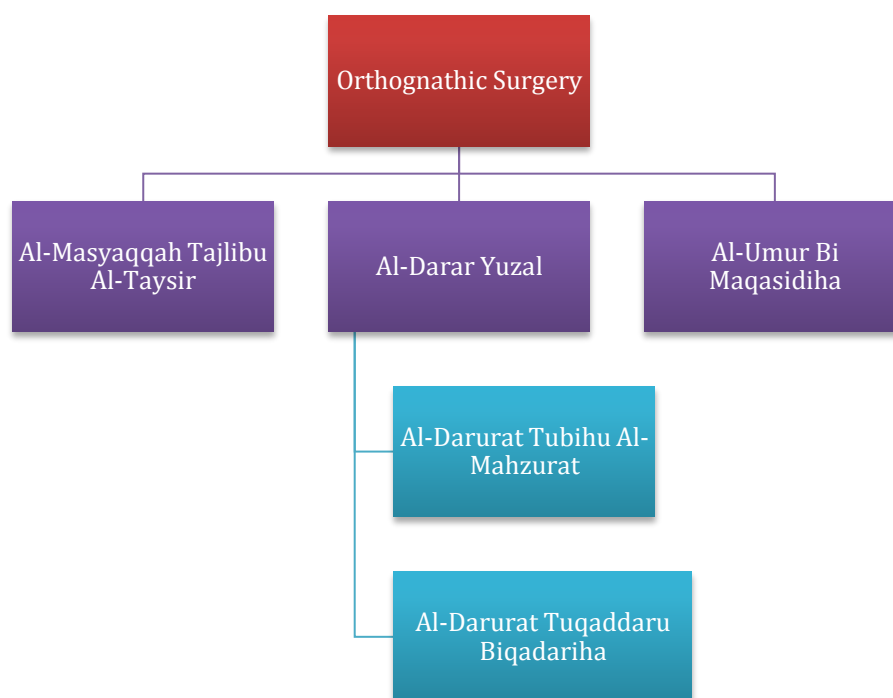 Orthognathic Surgery
Al-Masyaqqah Tajlibu
Al-Taysir
Al-Darar Yuzal
Al-Umur Bi
Maqasidiha
Al-Darurat Tubihu Al-
Mahzurat
Al-Darurat Tuqaddaru
Biqadariha